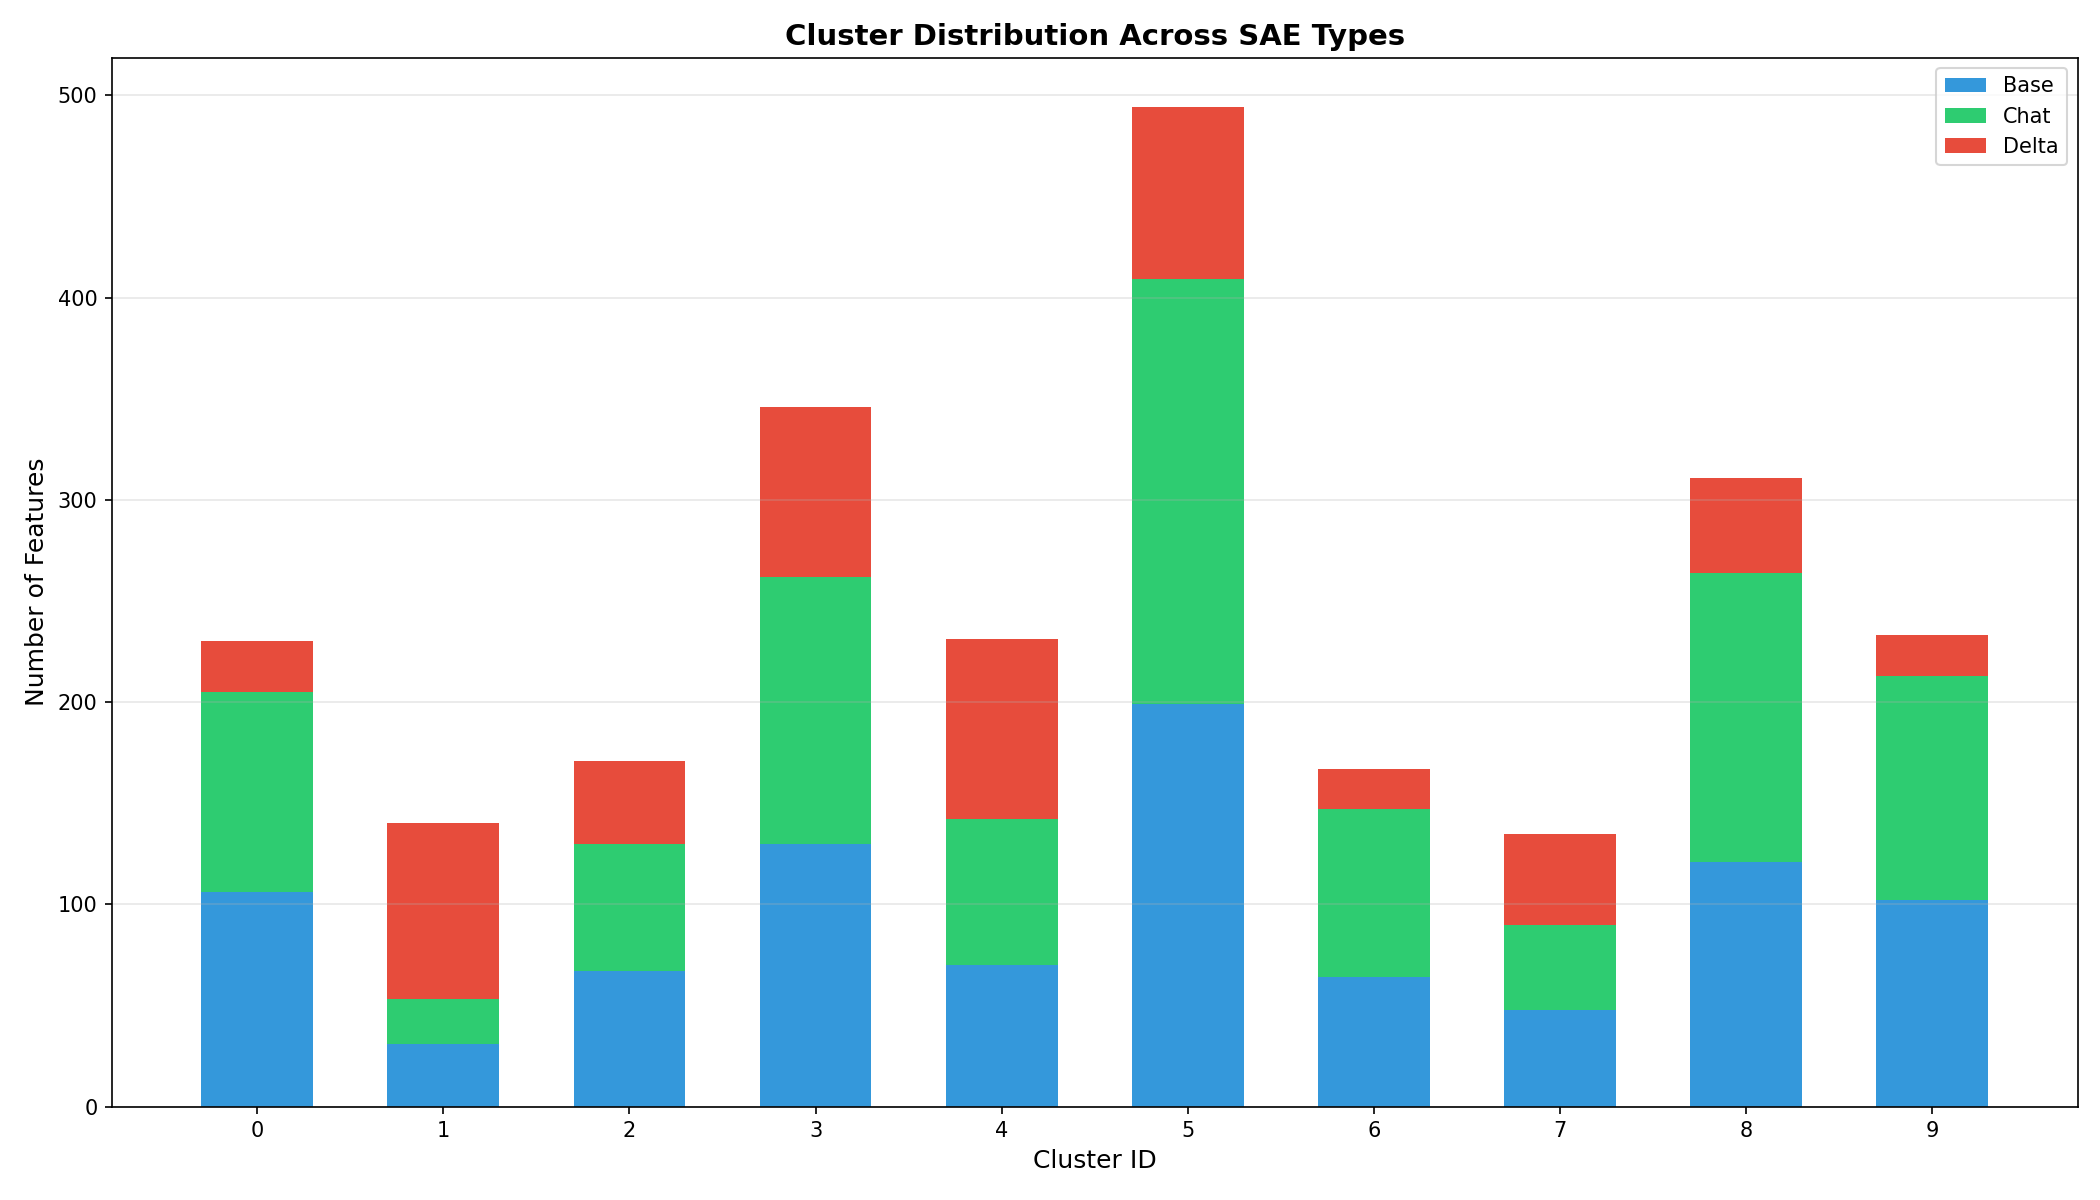 Cluster Distribution Across SAE Types
Base
Chat
Delta
Number of Features
500
400
300
200
100
0
0 1 2 3 4 5 6 7 8 9
Cluster ID